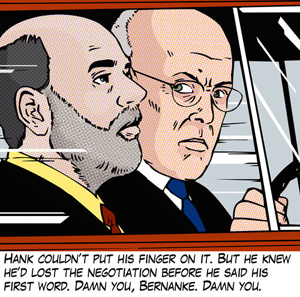 Hank couldn't put his finger on it. But he knew
he'd lost the negotiation before he said his
first word. Damn you, Bernanke. Damn you.